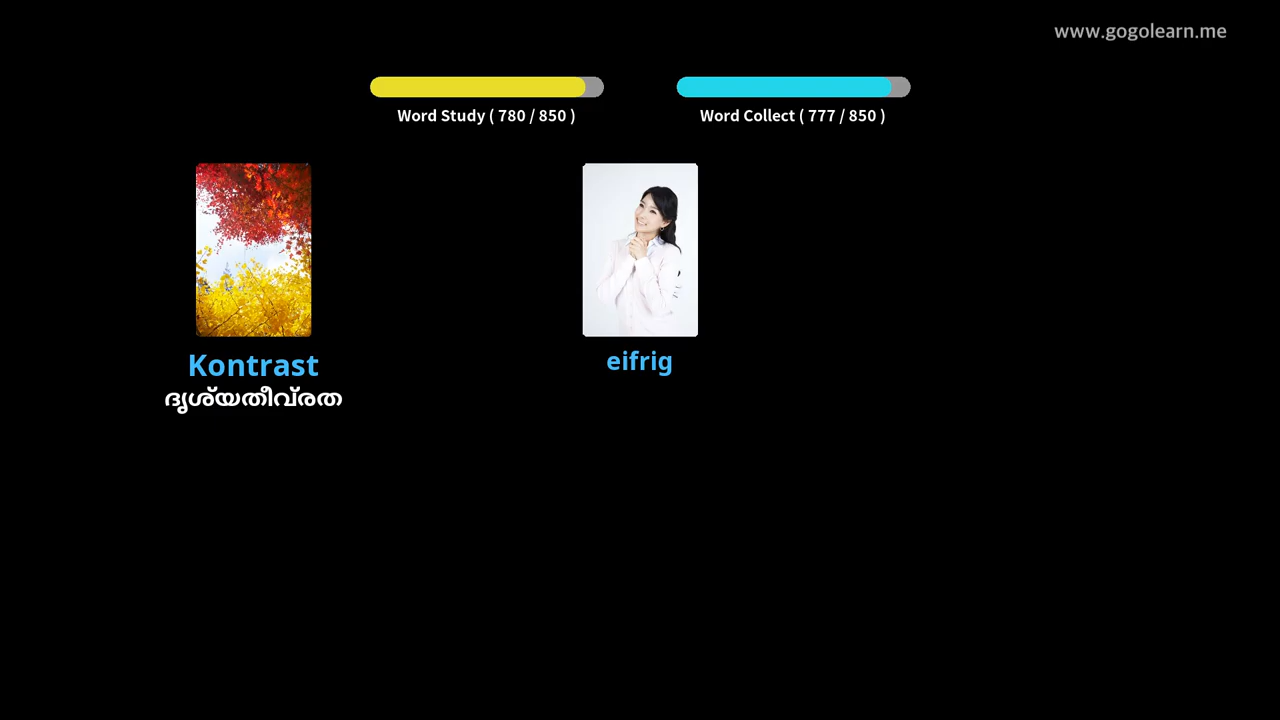 www.gogolearn.me
Word Study ( 780 / 850 )
Word Collect ( 777 / 850 )
Kontrast
ദൃശ്യതീവ്രത
eifrig